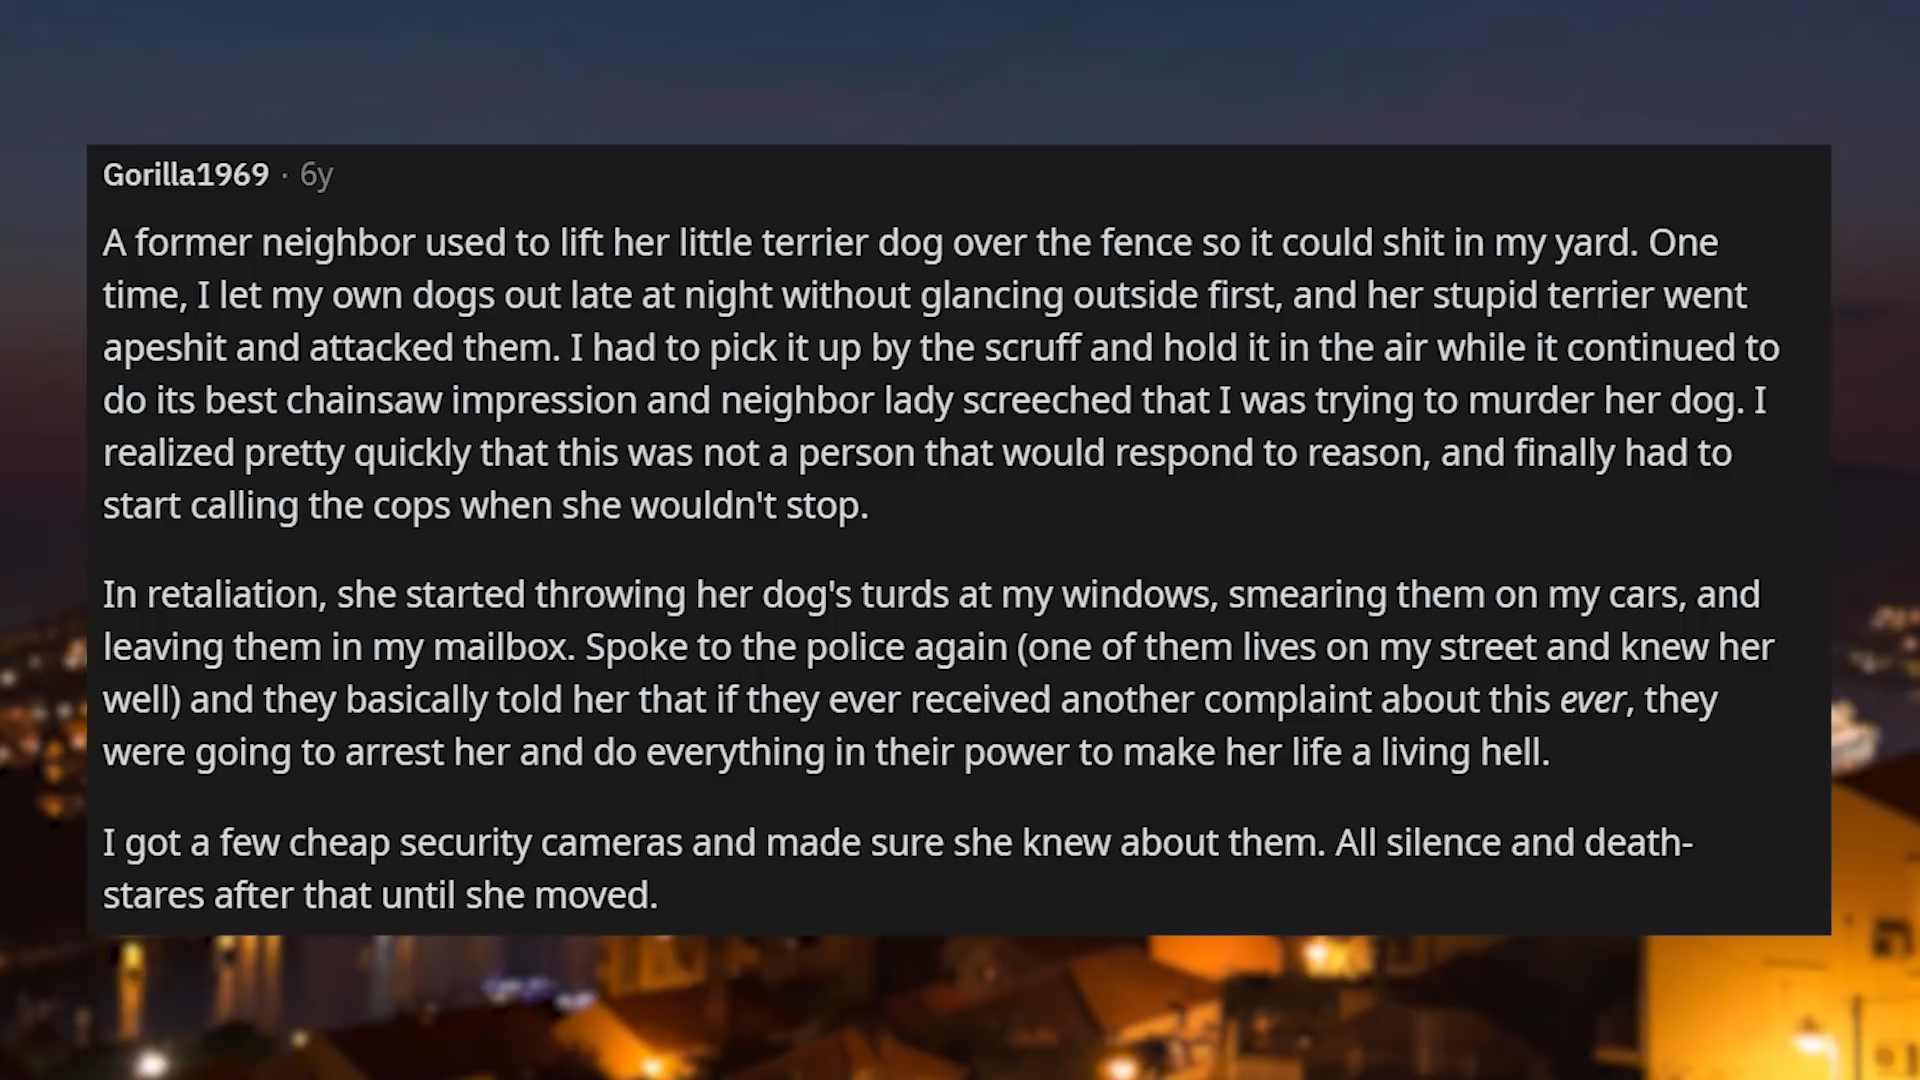 Gorilla1969 · 6y
A former neighbor used to lift her little terrier dog over the fence so it could shit in my yard. One
time, I let my own dogs out late at night without glancing outside first, and her stupid terrier went
apeshit and attacked them. I had to pick it up by the scruff and hold it in the air while it continued to
do its best chainsaw impression and neighbor lady screeched that I was trying to murder her dog. I
realized pretty quickly that this was not a person that would respond to reason, and finally had to
start calling the cops when she wouldn't stop.
In retaliation, she started throwing her dog's turds at my windows, smearing them on my cars, and
leaving them in my mailbox. Spoke to the police again (one of them lives on my street and knew her
well) and they basically told her that if they ever received another complaint about this ever, they
were going to arrest her and do everything in their power to make her life a living hell.
I got a few cheap security cameras and made sure she knew about them. All silence and death-
stares after that until she moved.